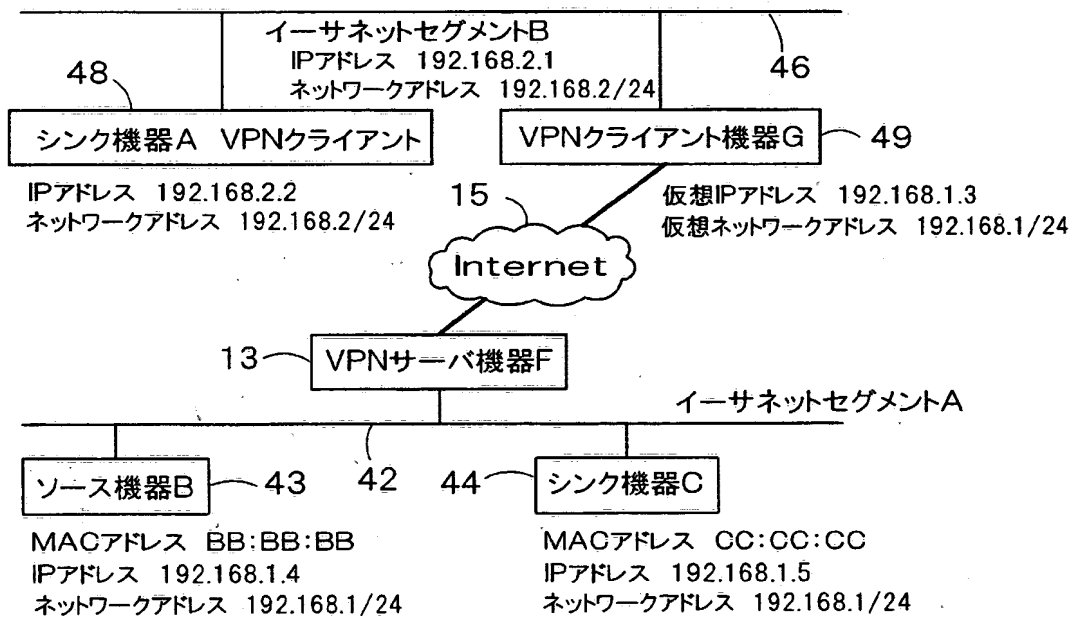 イーサネットセグメントB
IPアドレス 192.168.2.1
ネットワークアドレス 192.168.2/24
46
48
シンク機器A VPNクライアント
VPNクライアント機器G
49
IPアドレス 192.168.2.2
ネットワークアドレス 192.168.2/24
仮想IPアドレス 192.168.1.3
仮想ネットワークアドレス 192.168.1/24
15
Internet
13
VPNサーバ機器F
イーサネットセグメントA
ソース機器B
43
42
44
シンク機器C
MACアドレス BB:BB:BB
IPアドレス 192.168.1.4
ネットワークアドレス 192.168.1/24
MACアドレス CC:CC:CC
IPアドレス 192.168.1.5
ネットワークアドレス 192.168.1/24